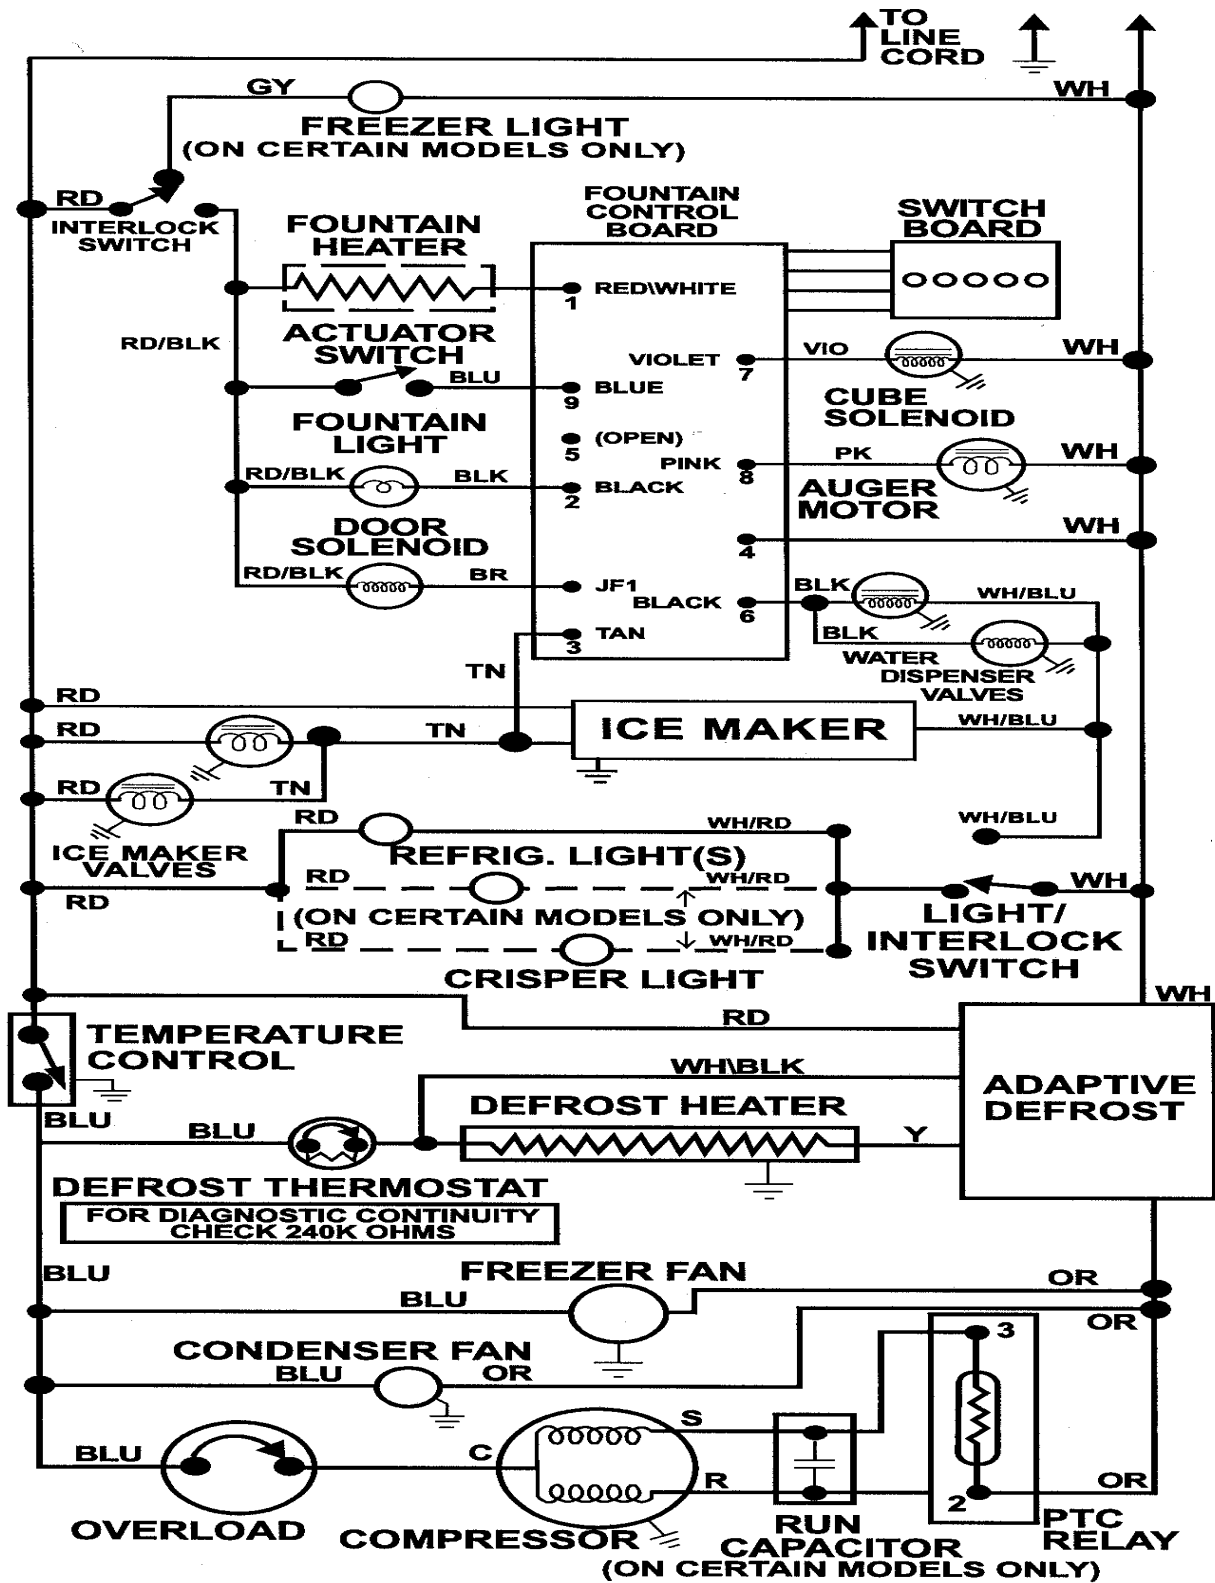 TO
LINE
CORD
GY
WH
FREEZER LIGHT
(ON CERTAIN MODELS ONLY)
RD
INTERLOCK
SWITCH
FOUNTAIN
HEATER
FOUNTAIN
CONTROL
BOARD
SWITCH
BOARD
1
RED\WHITE
RD/BLK
ACTUATOR
SWITCH
BLU
9
BLUE
VIOLET
7
VIO
WH
CUBE
SOLENOID
FOUNTAIN
LIGHT
5
(OPEN)
PINK
8
PK
WH
AUGER
MOTOR
RD/BLK
BLK
2
BLACK
DOOR
SOLENOID
4
WH
RD/BLK
BR
JF1
BLACK
6
BLK
WH/BLU
BLK
WATER
DISPENSER
VALVES
3
TAN
TN
RD
ICE MAKER
WH/BLU
RD
TN
RD
TN
ICE MAKER
VALVES
WH/BLU
RD
WH/RD
REFRIG. LIGHT(S)
RD
RD
WH/RD
(ON CERTAIN MODELS ONLY)
RD
WH/RD
CRISPER LIGHT
WH
LIGHT/
INTERLOCK
SWITCH
WH
RD
TEMPERATURE
CONTROL
WH\BLK
ADAPTIVE
DEFROST
BLU
BLU
DEFROST HEATER
Y
DEFROST THERMOSTAT
FOR DIAGNOSTIC CONTINUITY
CHECK 240K OHMS
BLU
FREEZER FAN
BLU
OR
OR
CONDENSER FAN
BLU
OR
3
BLU
OVERLOAD
C
S
R
COMPRESSOR
RUN
CAPACITOR
(ON CERTAIN MODELS ONLY)
2
OR
PTC
RELAY